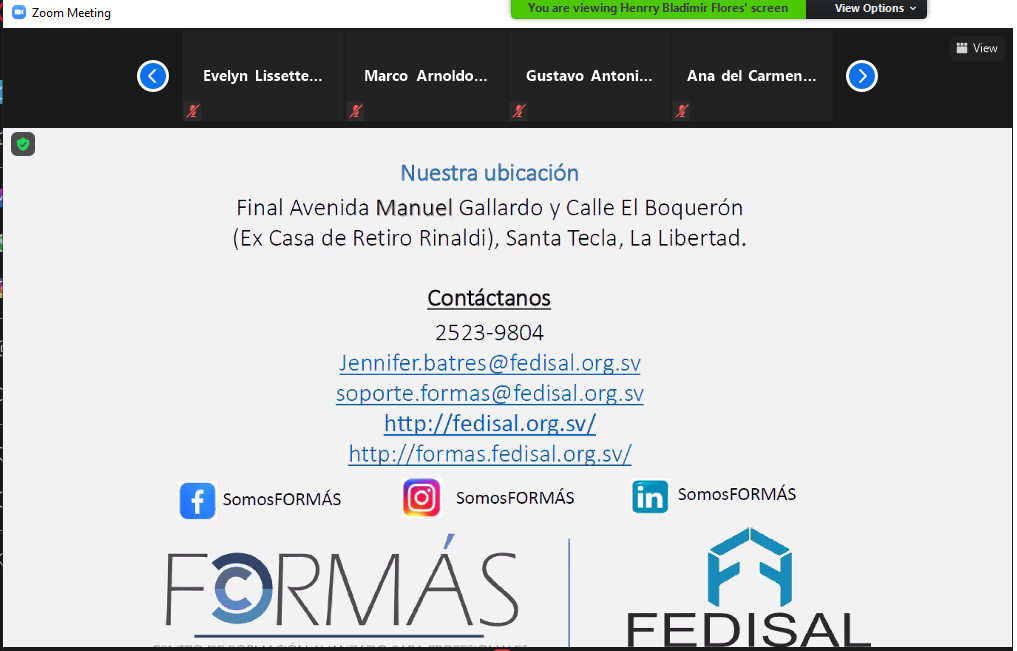 Zoom Meeting
You are viewing Henrry Bladimir Flores' screen
View Options
View
Evelyn Lissette...
Marco Arnoldo...
Gustavo Antoni...
Ana del Carmen...
Nuestra ubicación
Final Avenida Manuel Gallardo y Calle El Boquerón
(Ex Casa de Retiro Rinaldi), Santa Tecla, La Libertad.
Contáctanos
2523-9804
Jennifer.batres@fedisal.org.sv
soporte.formas@fedisal.org.sv
http://fedisal.org.sv/
http://formas.fedisal.org.sv/
SomosFORMÁS
SomosFORMÁS
SomosFORMÁS
FORMÁS
FEDISAL